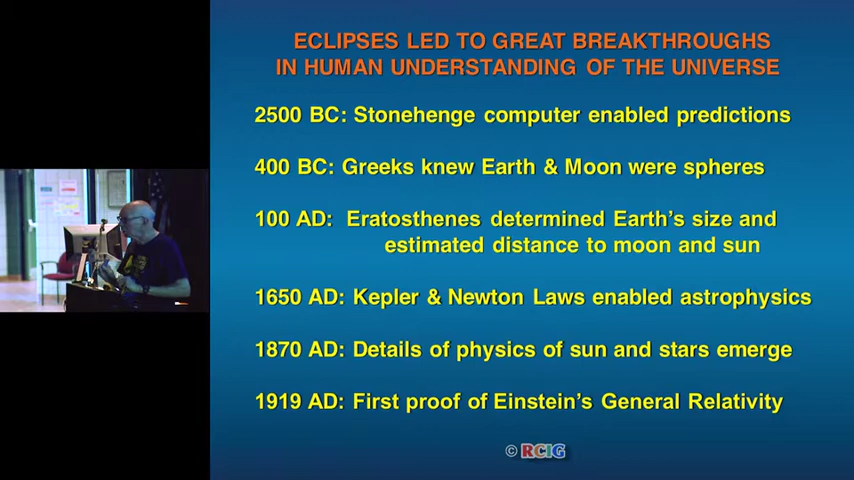 ECLIPSES LED TO GREAT BREAKTHROUGHS
IN HUMAN UNDERSTANDING OF THE UNIVERSE
2500 BC: Stonehenge computer enabled predictions
400 BC: Greeks knew Earth & Moon were spheres
100 AD: Eratosthenes determined Earth's size and
estimated distance to moon and sun
1650 AD: Kepler & Newton Laws enabled astrophysics
1870 AD: Details of physics of sun and stars emerge
1919 AD: First proof of Einstein's General Relativity
© RCIG